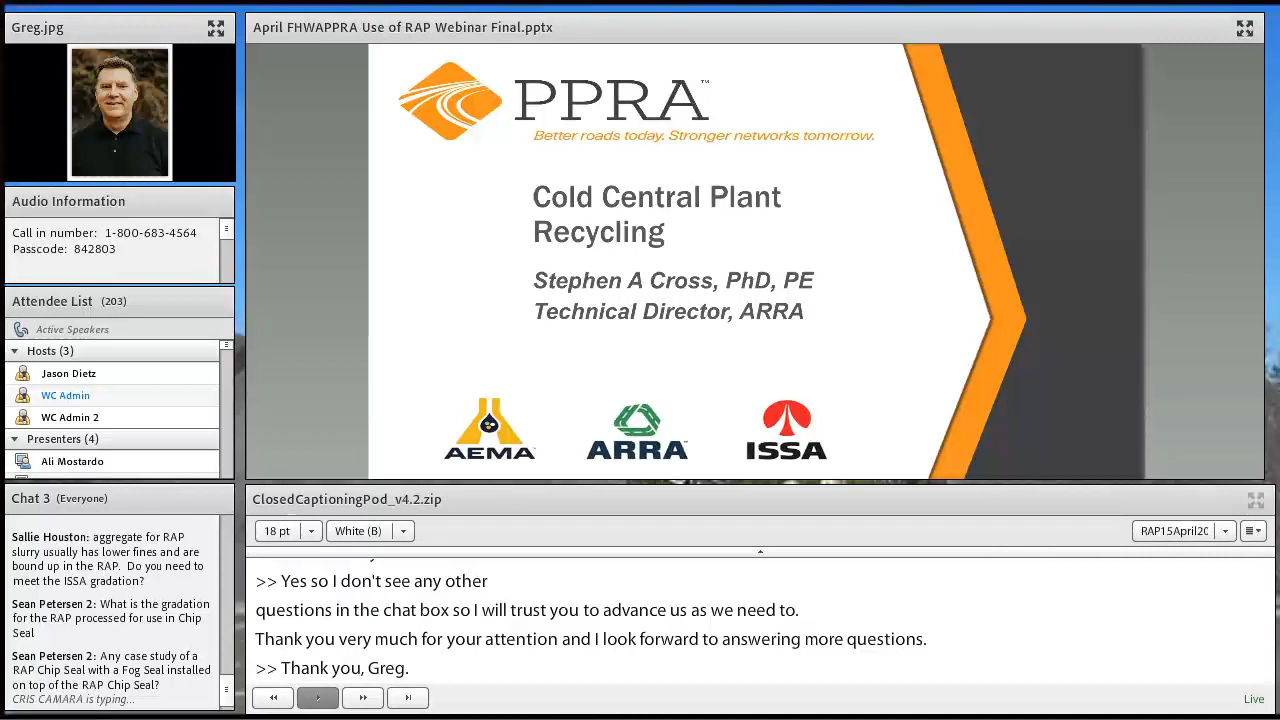 Greg.jpg
Audio Information
Call in number: 1-800-683-4564
Passcode: 842803
Attendee List (203)
Active Speakers
Hosts (3)
Jason Dietz
WC Admin
WC Admin 2
Presenters (4)
Ali Mostardo
Chat 3 (Everyone)
Sallie Houston: aggregate for RAP
slurry usually has lower fines and are
bound up in the RAP. Do you need to
meet the ISSA gradation?
Sean Petersen 2: What is the gradation
for the RAP processed for use in Chip
Seal
Sean Petersen 2: Any case study of a
RAP Chip Seal with a Fog Seal installed
on top of the RAP Chip Seal?
CRIS CAMARA is typing...
April FHWAPPRA Use of RAP Webinar Final.pptx
PPRA™
Better roads today. Stronger networks tomorrow.
Cold Central Plant
Recycling
Stephen A Cross, PhD, PE
Technical Director, ARRA
AEMA
ARRA
ISSA
ClosedCaptioningPod_v4.2.zip
18 pt
White (B)
RAP15April20
>> Yes so I don't see any other
questions in the chat box so I will trust you to advance us as we need to.
Thank you very much for your attention and I look forward to answering more questions.
>> Thank you, Greg.
Live